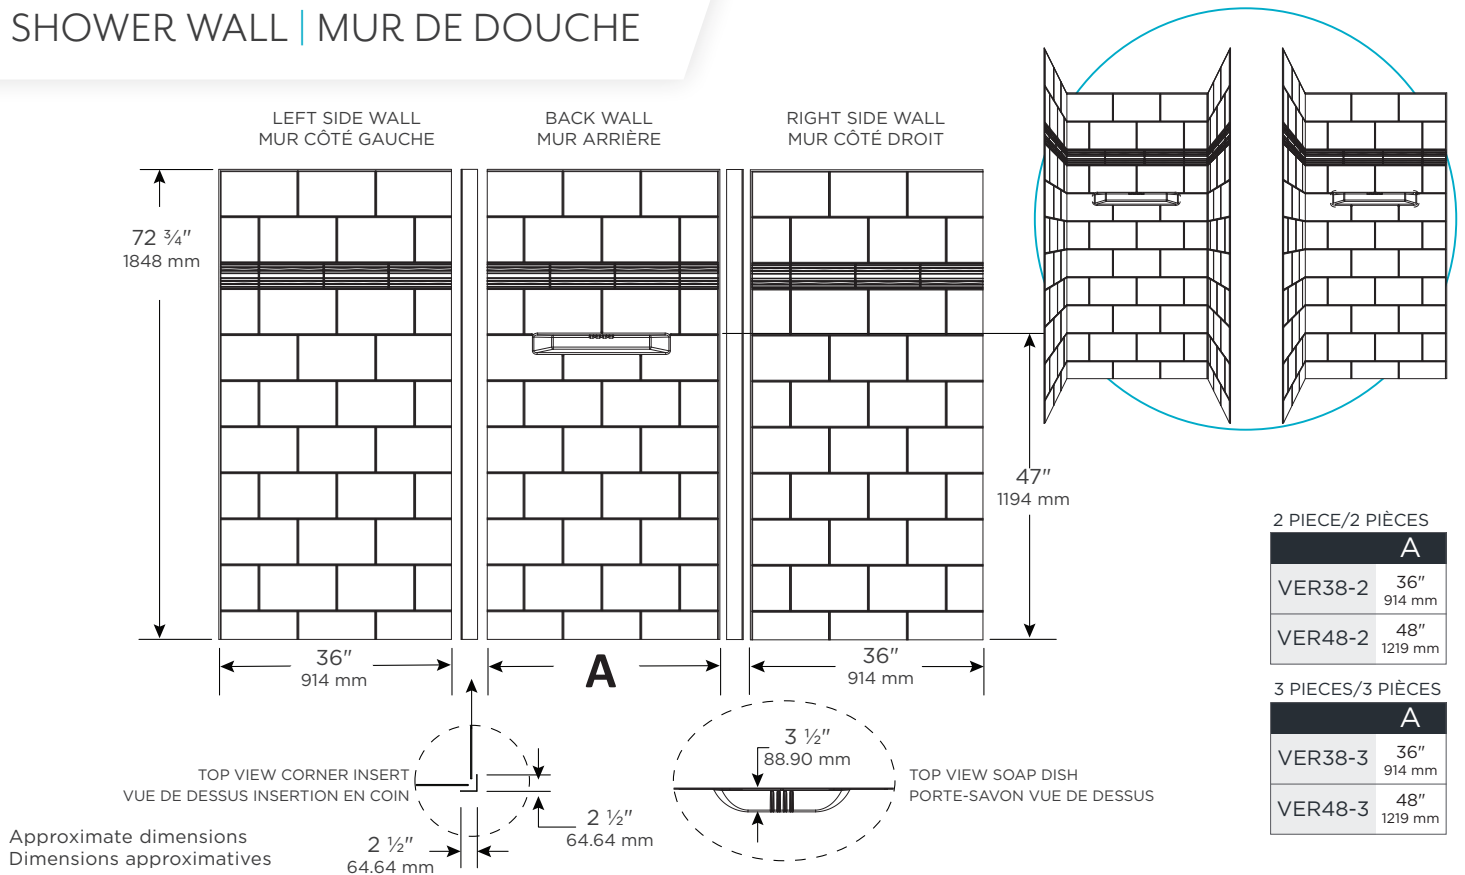 SHOWER WALL | MUR DE DOUCHE
LEFT SIDE WALL
MUR CÔTÉ GAUCHE
BACK WALL
MUR ARRIÈRE
RIGHT SIDE WALL
MUR CÔTÉ DROIT
72 ¾"
1848 mm
47"
1194 mm
36"
914 mm
A
36"
914 mm
2 PIECE/2 PIÈCES
A
VER38-2 36"
914 mm
VER48-2 48"
1219 mm
3 PIECES/3 PIÈCES
A
VER38-3 36"
914 mm
VER48-3 48"
1219 mm
TOP VIEW CORNER INSERT
VUE DE DESSUS INSERTION EN COIN
2 ½"
64.64 mm
2 ½"
64.64 mm
3 ½"
88.90 mm
TOP VIEW SOAP DISH
PORTE-SAVON VUE DE DESSUS
Approximate dimensions
Dimensions approximatives